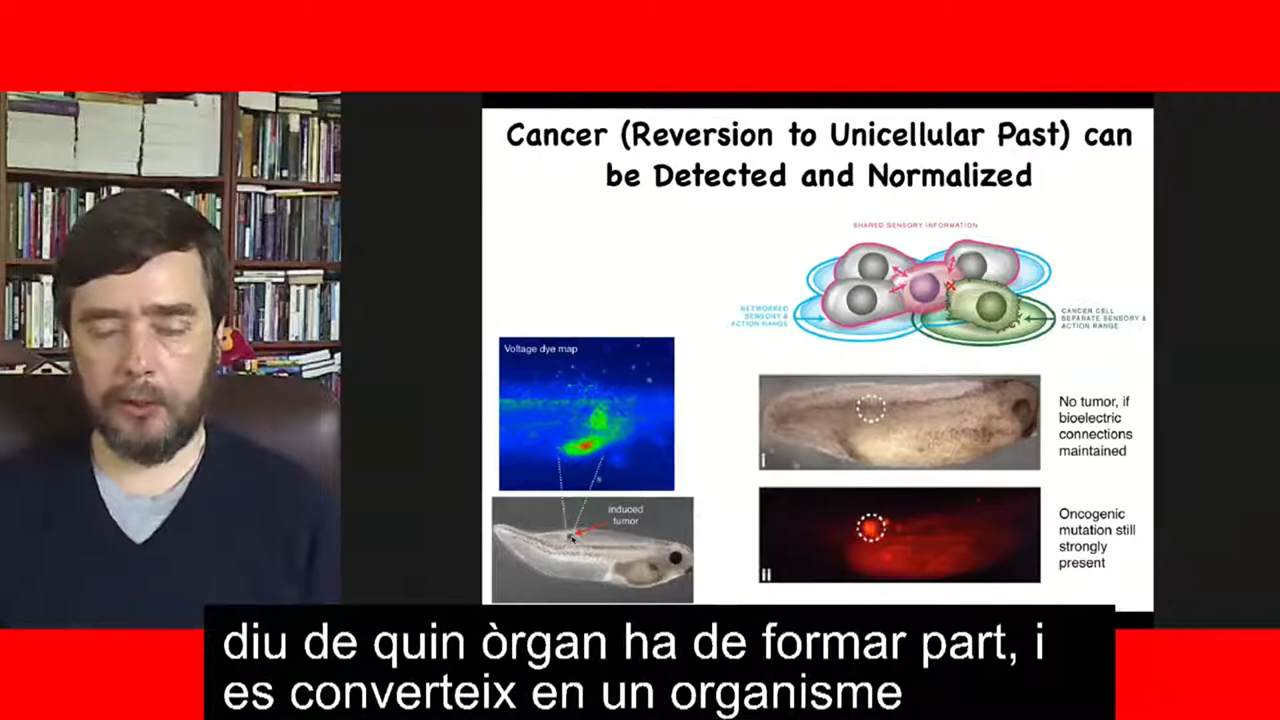 Cancer (Reversion to Unicellular Past) can
be Detected and Normalized
SHARED SENSORY INFORMATION
NETWORKED
SENSORY &
ACTION RANGE
CANCER CELL
SEPARATE SENSORY &
ACTION RANGE
Voltage dye map
induced
tumor
i
No tumor, if
bioelectric
connections
maintained
ii
Oncogenic
mutation still
strongly
present
diu de quin òrgan ha de formar part, i
es converteix en un organisme